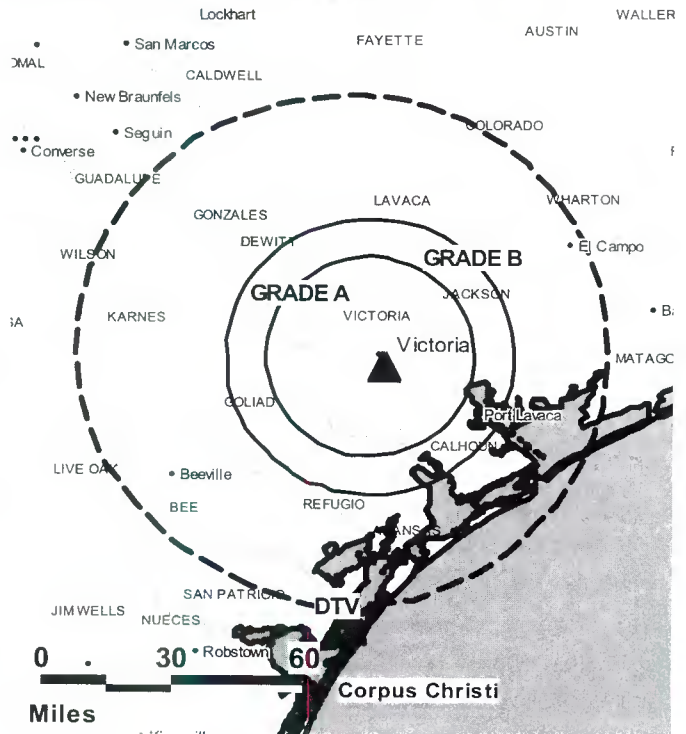 Lockhart
WALLER
San Marcos
FAYETTE
AUSTIN
CALDWELL
New Braunfels
Seguin
COLORADO
Converse
GUADALUPE
LAVACA
WHARTON
GONZALES
DEWITT
El Campo
WILSON
GRADE B
GRADE A
JACKSON
KARNES
VICTORIA
Victoria
MATAGO
GOLIAD
Port Lavaca
CALHOUN
LIVE OAK
Beeville
BEE
REFUGIO
ARANSAS
SAN PATRICIO
DTV
JIM WELLS
NUECES
Robstown
0 30 60
Corpus Christi
Miles